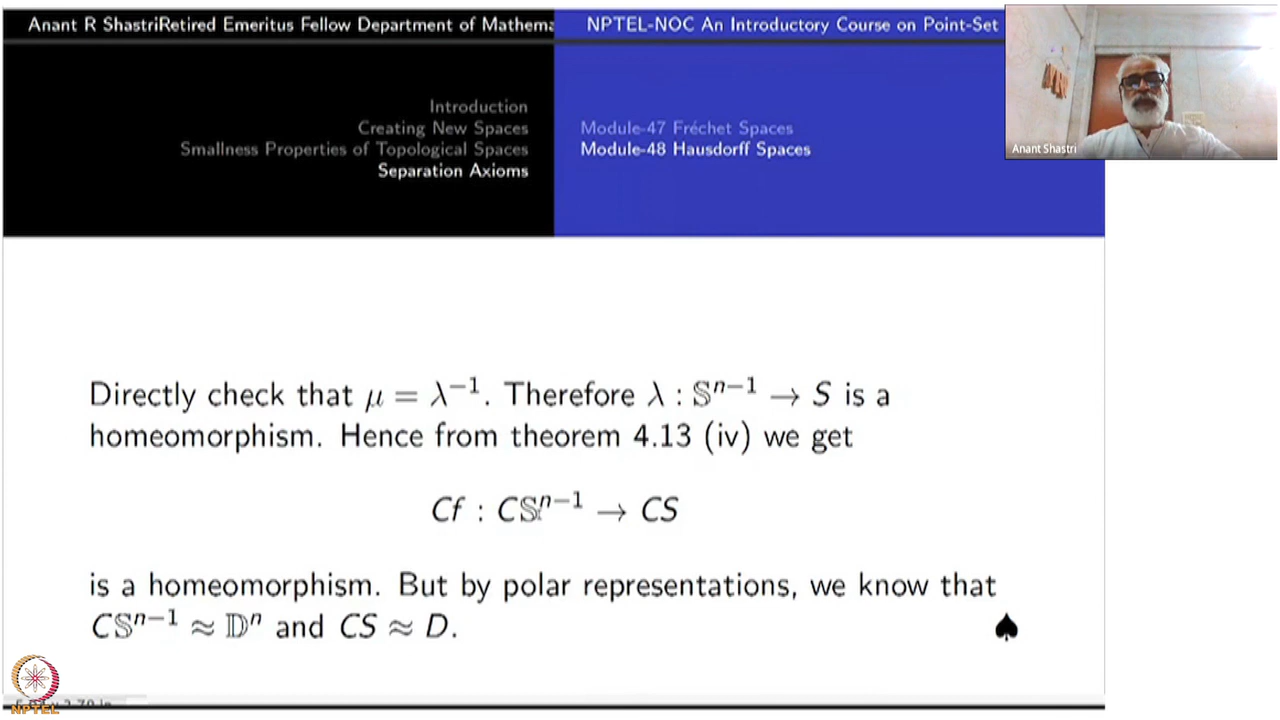 Anant R ShastriRetired Emeritus Fellow Department of Mathema
NPTEL-NOC An Introductory Course on Point-Set
Introduction
Creating New Spaces
Smallness Properties of Topological Spaces
Separation Axioms
Module-47 Fréchet Spaces
Module-48 Hausdorff Spaces
Anant Shastri
Directly check that μ = λ⁻¹. Therefore λ : 𝕊ⁿ⁻¹ → S is a
homeomorphism. Hence from theorem 4.13 (iv) we get
Cf : C𝕊ⁿ⁻¹ → CS
is a homeomorphism. But by polar representations, we know that
C𝕊ⁿ⁻¹ ≈ 𝔻ⁿ and CS ≈ D. ♠
NPTEL